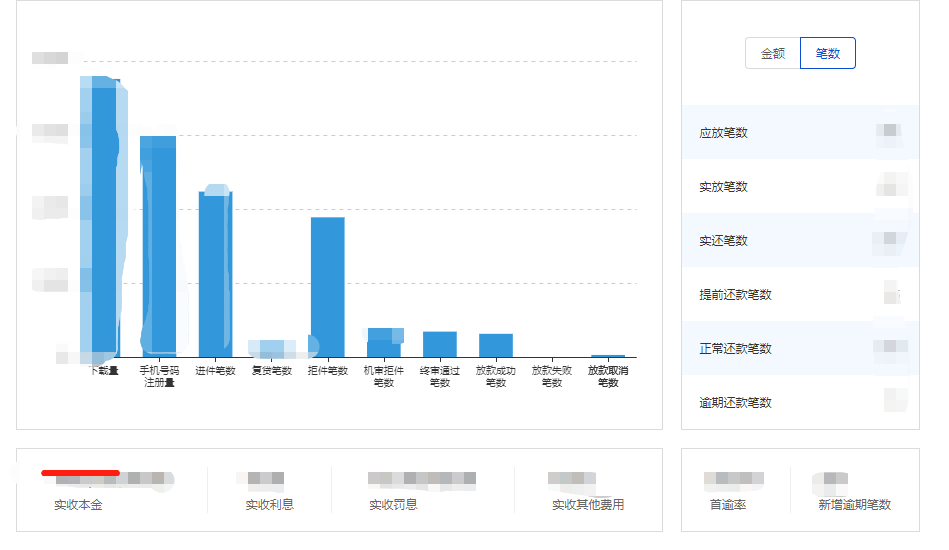 金额
笔数
应放笔数
实放笔数
实还笔数
提前还款笔数
正常还款笔数
逾期还款笔数
下载量
手机号码
注册量
进件笔数
复贷笔数
拒件笔数
机审拒件
笔数
终审通过
笔数
放款成功
笔数
放款失败
笔数
放款取消
笔数
实收本金
实收利息
实收罚息
实收其他费用
首逾率
新增逾期笔数